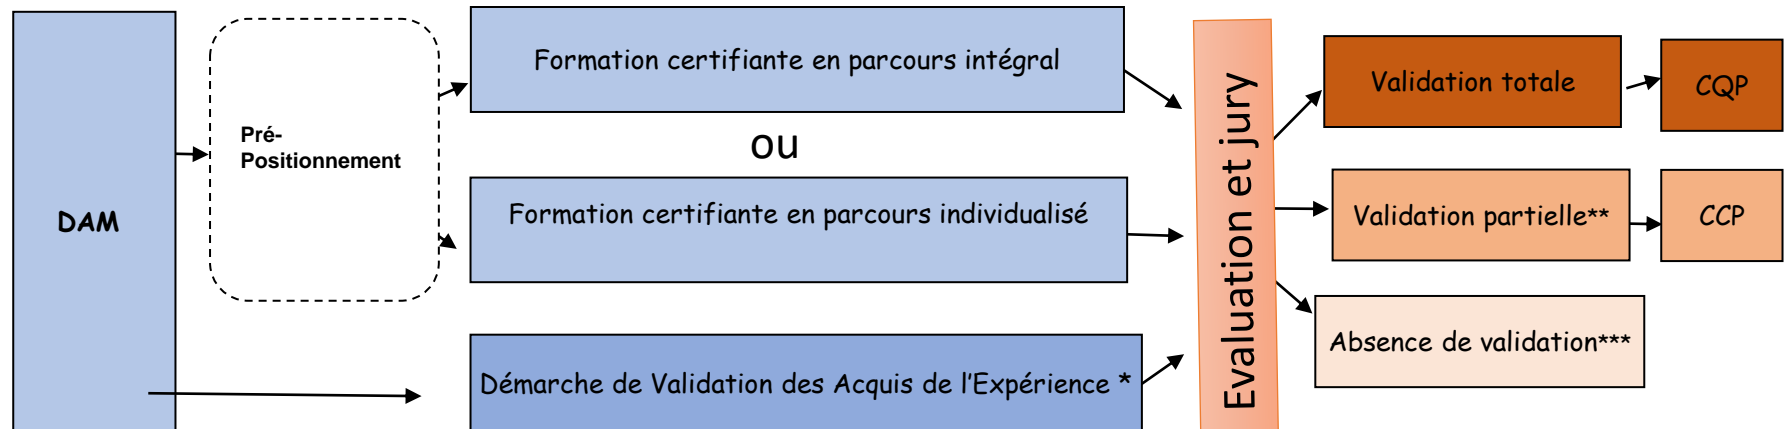 DAM
Pré-
Positionnement
Formation certifiante en parcours intégral
ou
Formation certifiante en parcours individualisé
Démarche de Validation des Acquis de l'Expérience *
Evaluation et jury
Validation totale
CQP
Validation partielle**
CCP
Absence de validation***